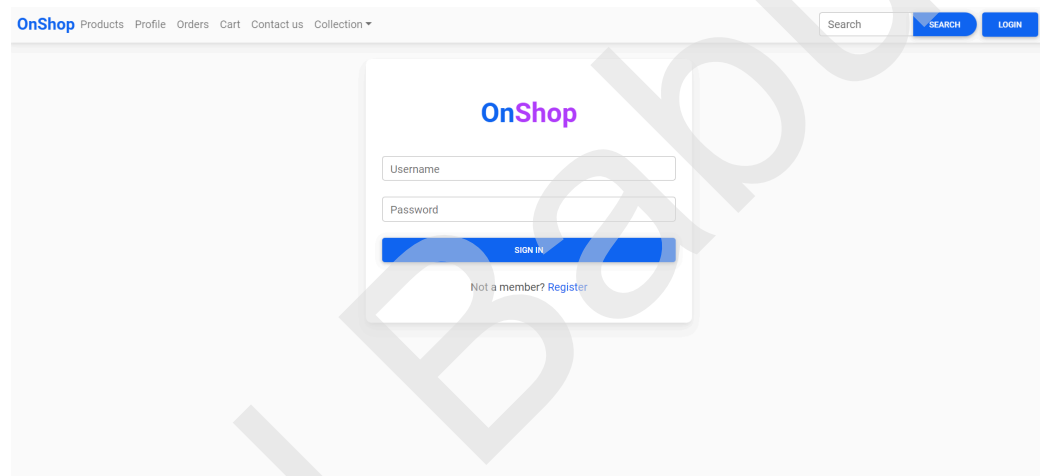 OnShop Products Profile Orders Cart Contact us Collection Search SEARCH LOGIN
OnShop
Username
Password
SIGN IN
Not a member? Register
Babu